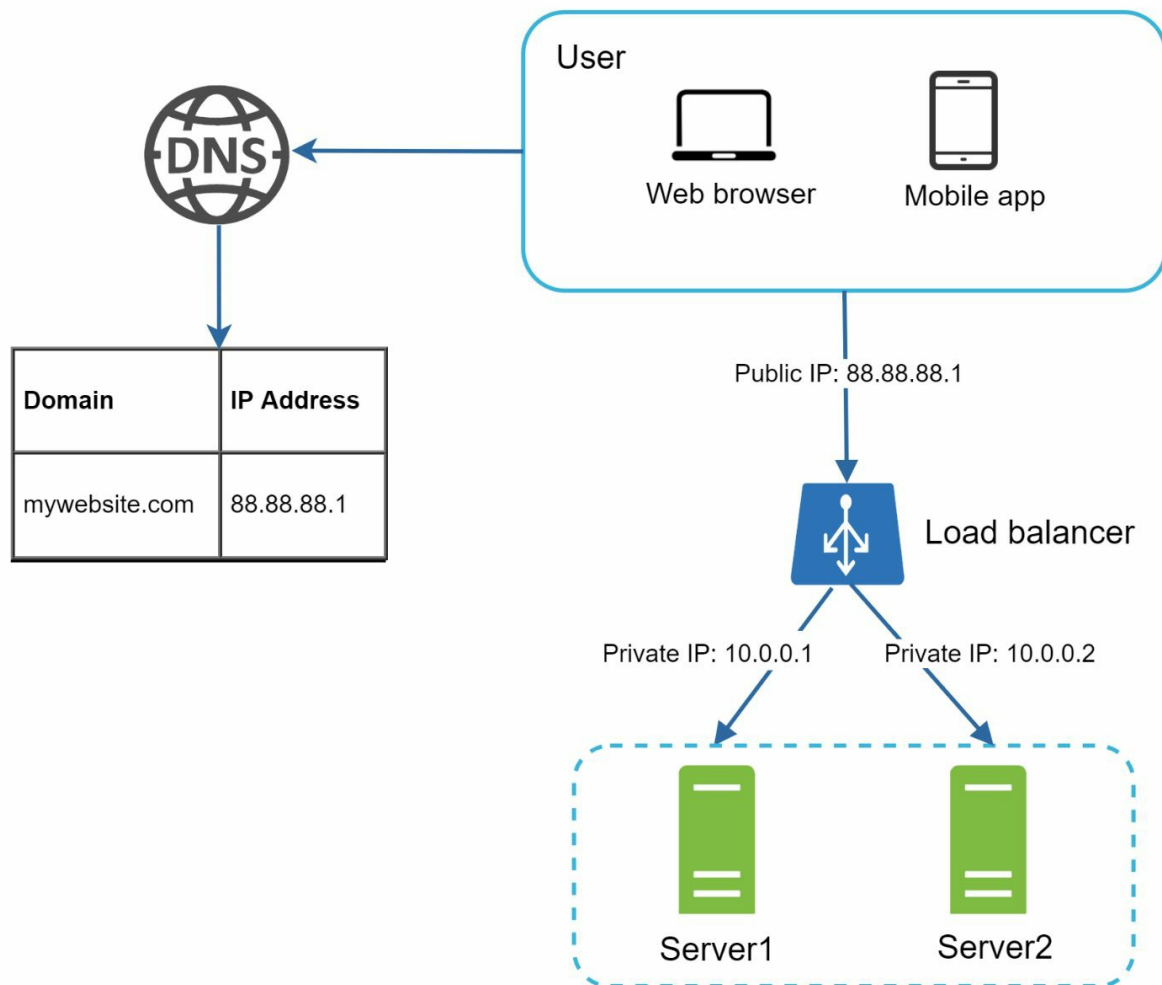 User
DNS
Web browser
Mobile app
Domain
IP Address
mywebsite.com
88.88.88.1
Public IP: 88.88.88.1
Load balancer
Private IP: 10.0.0.1
Private IP: 10.0.0.2
Server1
Server2